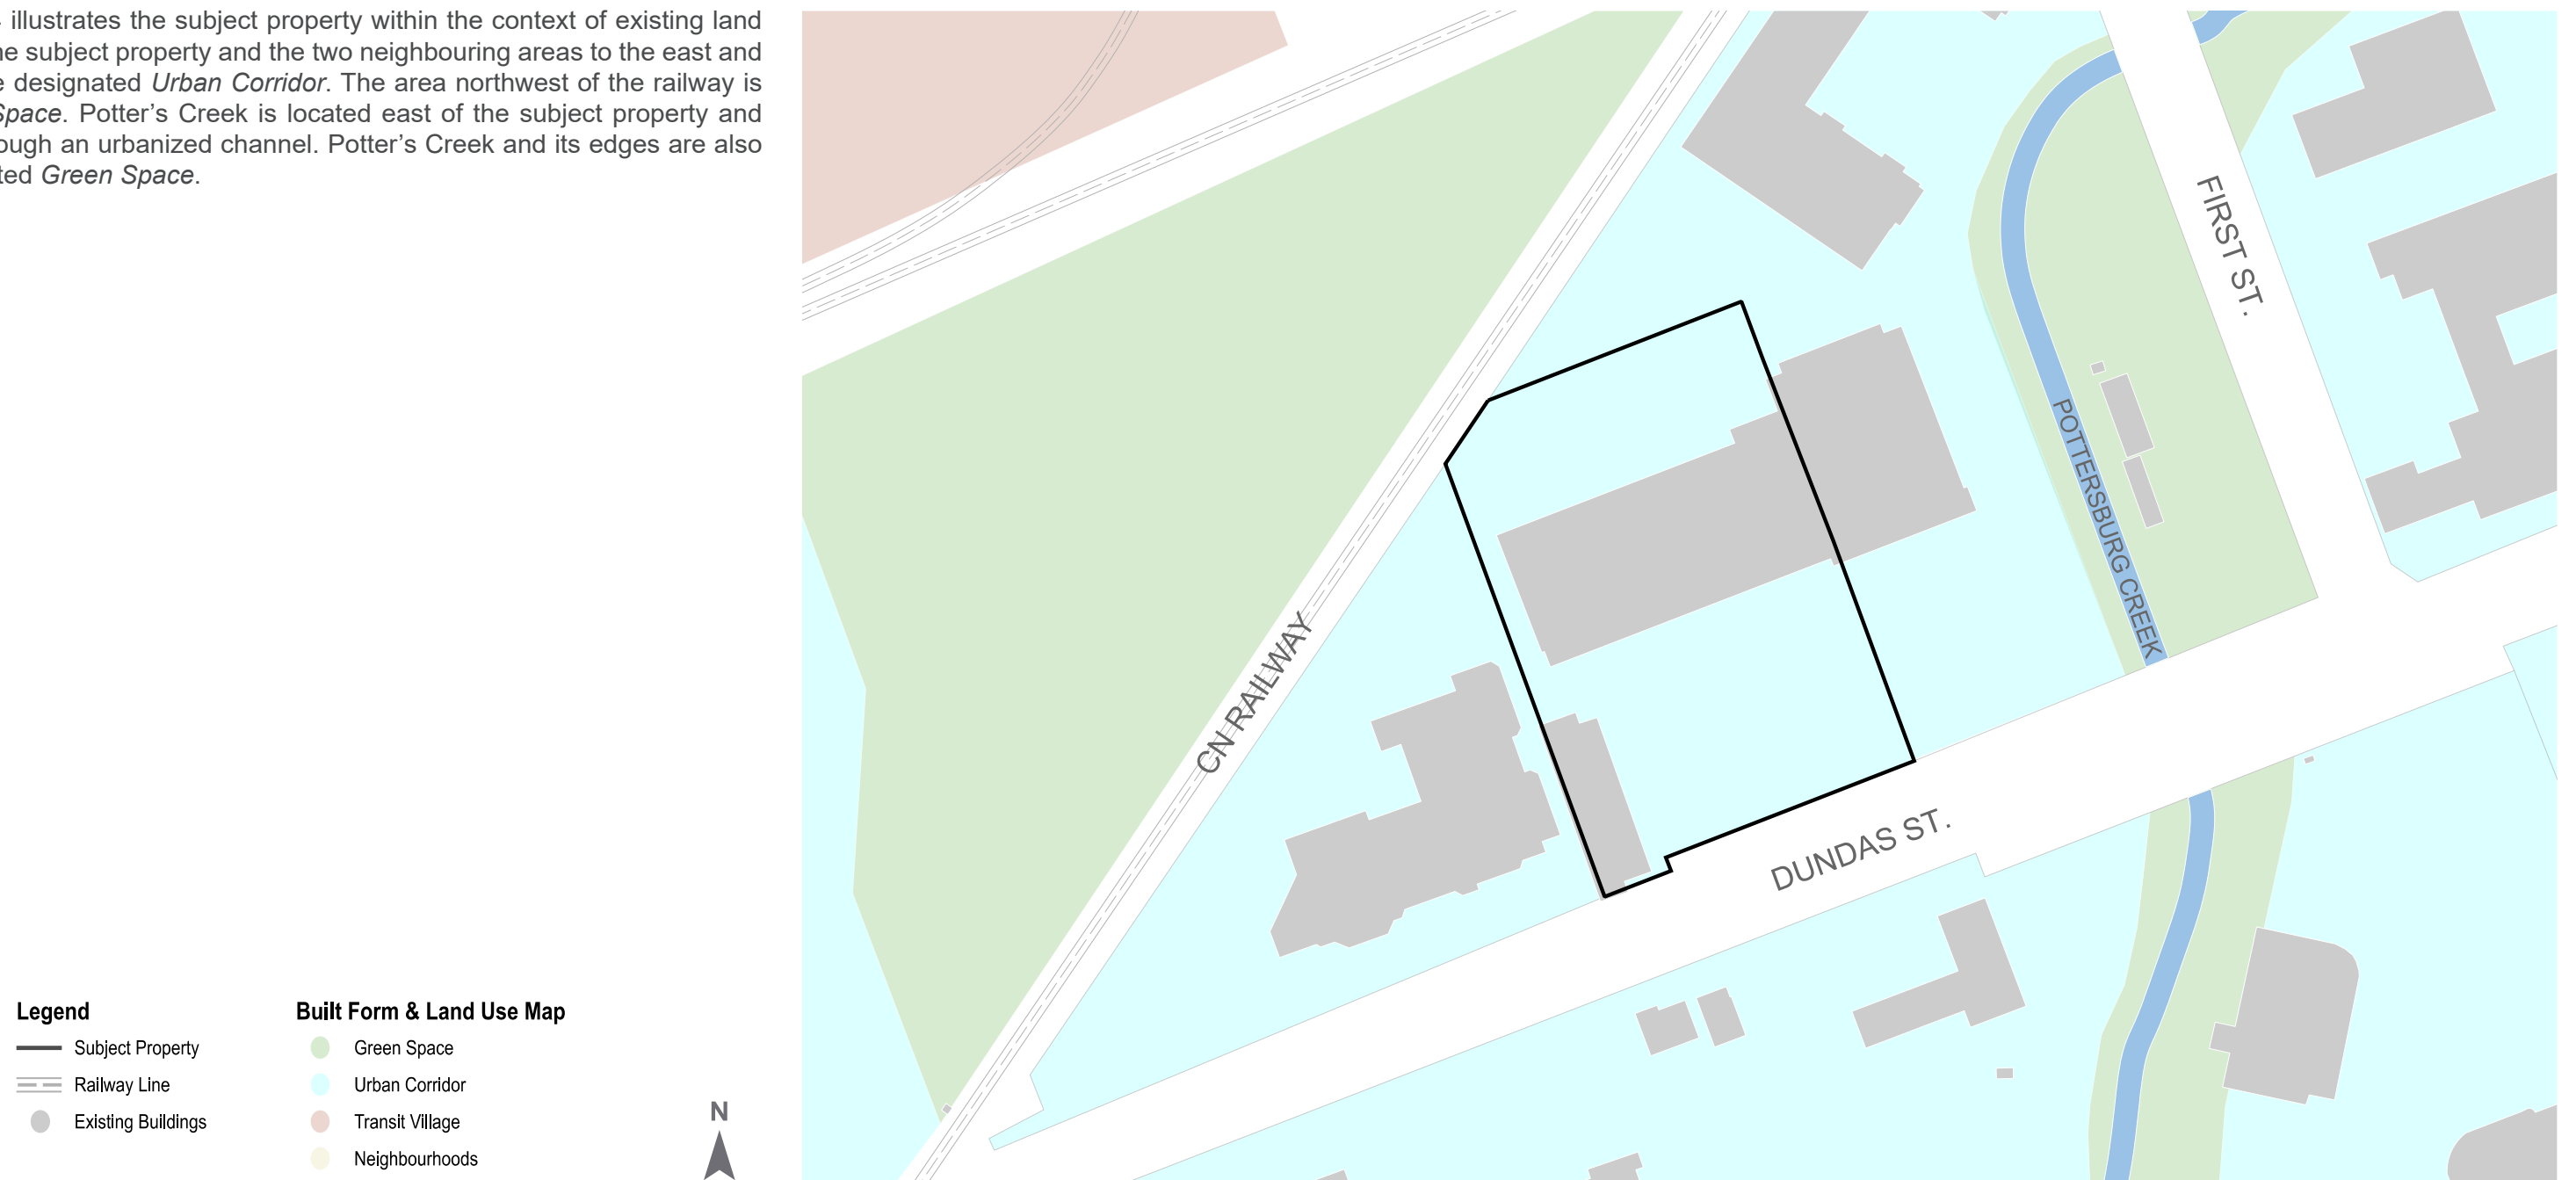 illustrates the subject property within the context of existing land
subject property and the two neighbouring areas to the east and
designated Urban Corridor. The area northwest of the railway is
Space. Potter’s Creek is located east of the subject property and
an urbanized channel. Potter’s Creek and its edges are also
Green Space.
FIRST ST.
POTTERSBURG CREEK
CN RAILWAY
DUNDAS ST.
Legend
Subject Property
Railway Line
Existing Buildings
Built Form & Land Use Map
Green Space
Urban Corridor
Transit Village
Neighbourhoods
N